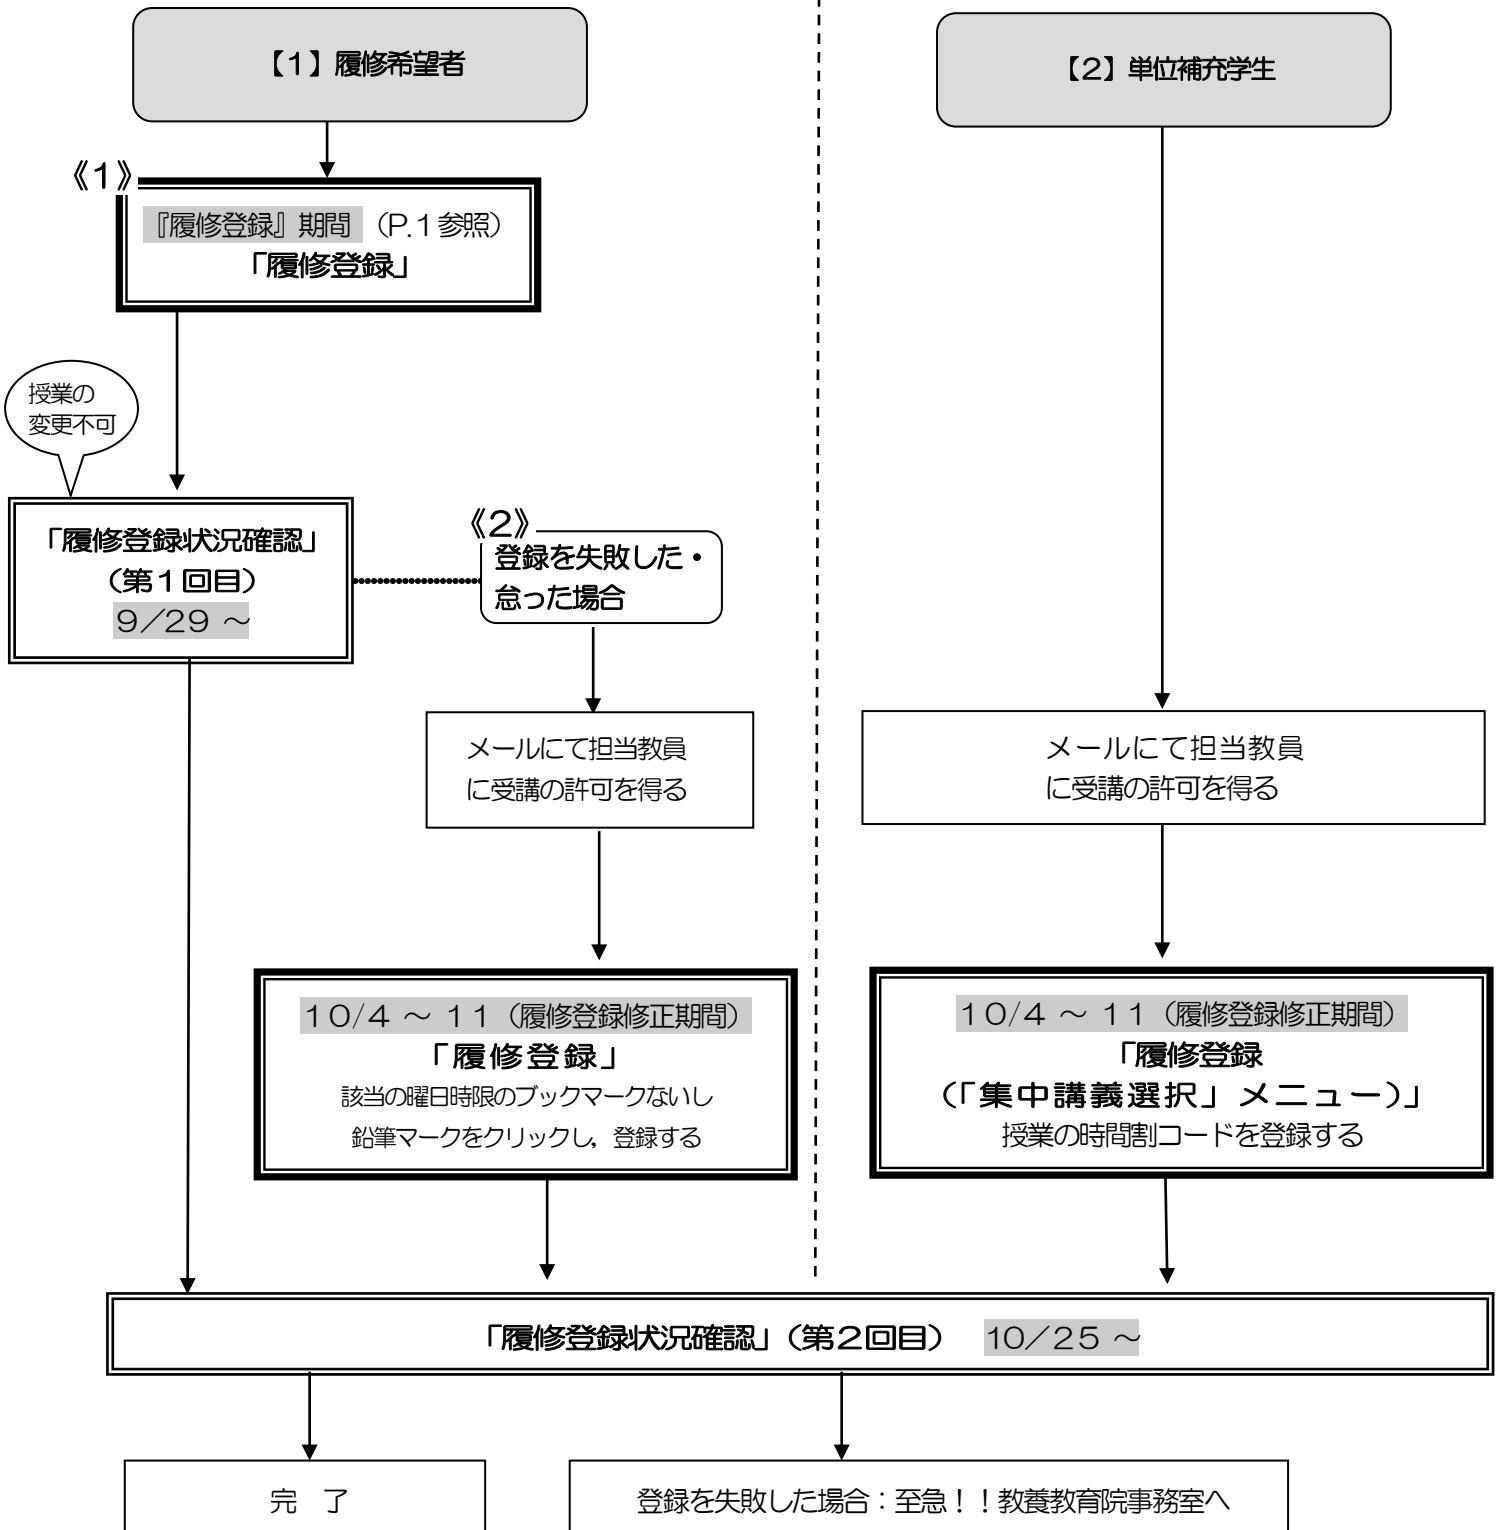 【1】履修希望者
【2】単位補充学生
《1》
『履修登録』期間 （P.1参照）
「履修登録」
授業の
変更不可
「履修登録状況確認」
（第１回目）
9／29 ～
《2》
登録を失敗した・
怠った場合
メールにて担当教員
に受講の許可を得る
メールにて担当教員
に受講の許可を得る
１０/４ ～ １１（履修登録修正期間）
「履修登録」
該当の曜日時限のブックマークないし
鉛筆マークをクリックし，登録する
１０/４ ～ １１（履修登録修正期間）
「履修登録
（「集中講義選択」メニュー）」
授業の時間割コードを登録する
「履修登録状況確認」（第２回目） 10／25 ～
完　了
登録を失敗した場合：至急！！教養教育院事務室へ